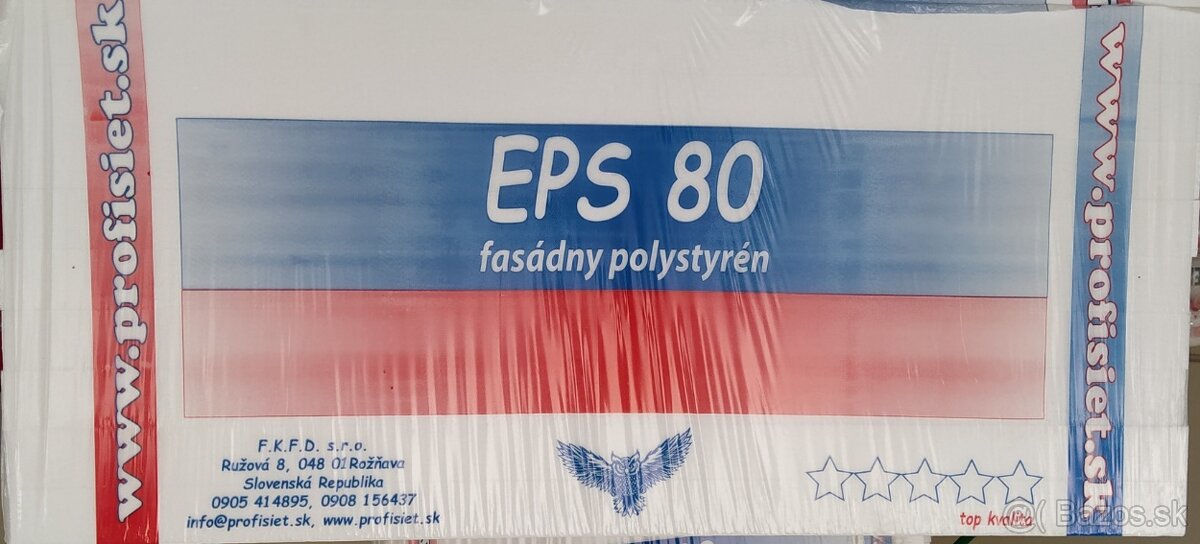 www.profisiet.sk
EPS 80
fasádny polystyrén
F.K.F.D. s.r.o.
Ružová 8, 048 01 Rožňava
Slovenská Republika
0905 414895, 0908 156437
info@profisiet.sk, www.profisiet.sk
top kvalita
www.profisiet.sk
Bazos.sk